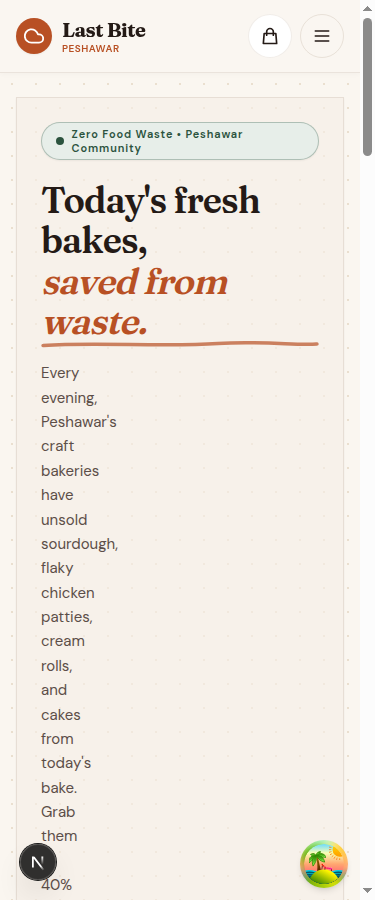 Last Bite
PESHAWAR
Zero Food Waste • Peshawar
Community
Today's fresh
bakes,
saved from
waste.
Every
evening,
Peshawar's
craft
bakeries
have
unsold
sourdough,
flaky
chicken
patties,
cream
rolls,
and
cakes
from
today's
bake.
Grab
them
N
40%